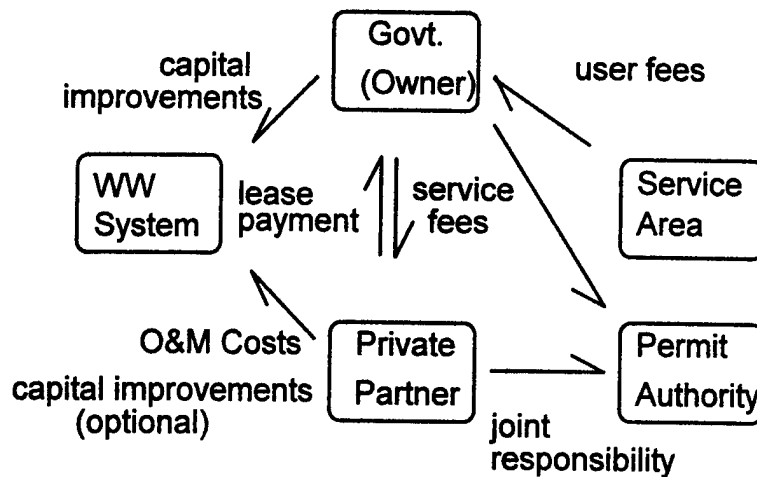 Govt.
(Owner)
capital
improvements
user fees
WW
System
lease
payment
service
fees
Service
Area
O&M Costs
capital improvements
(optional)
Private
Partner
Permit
Authority
joint
responsibility